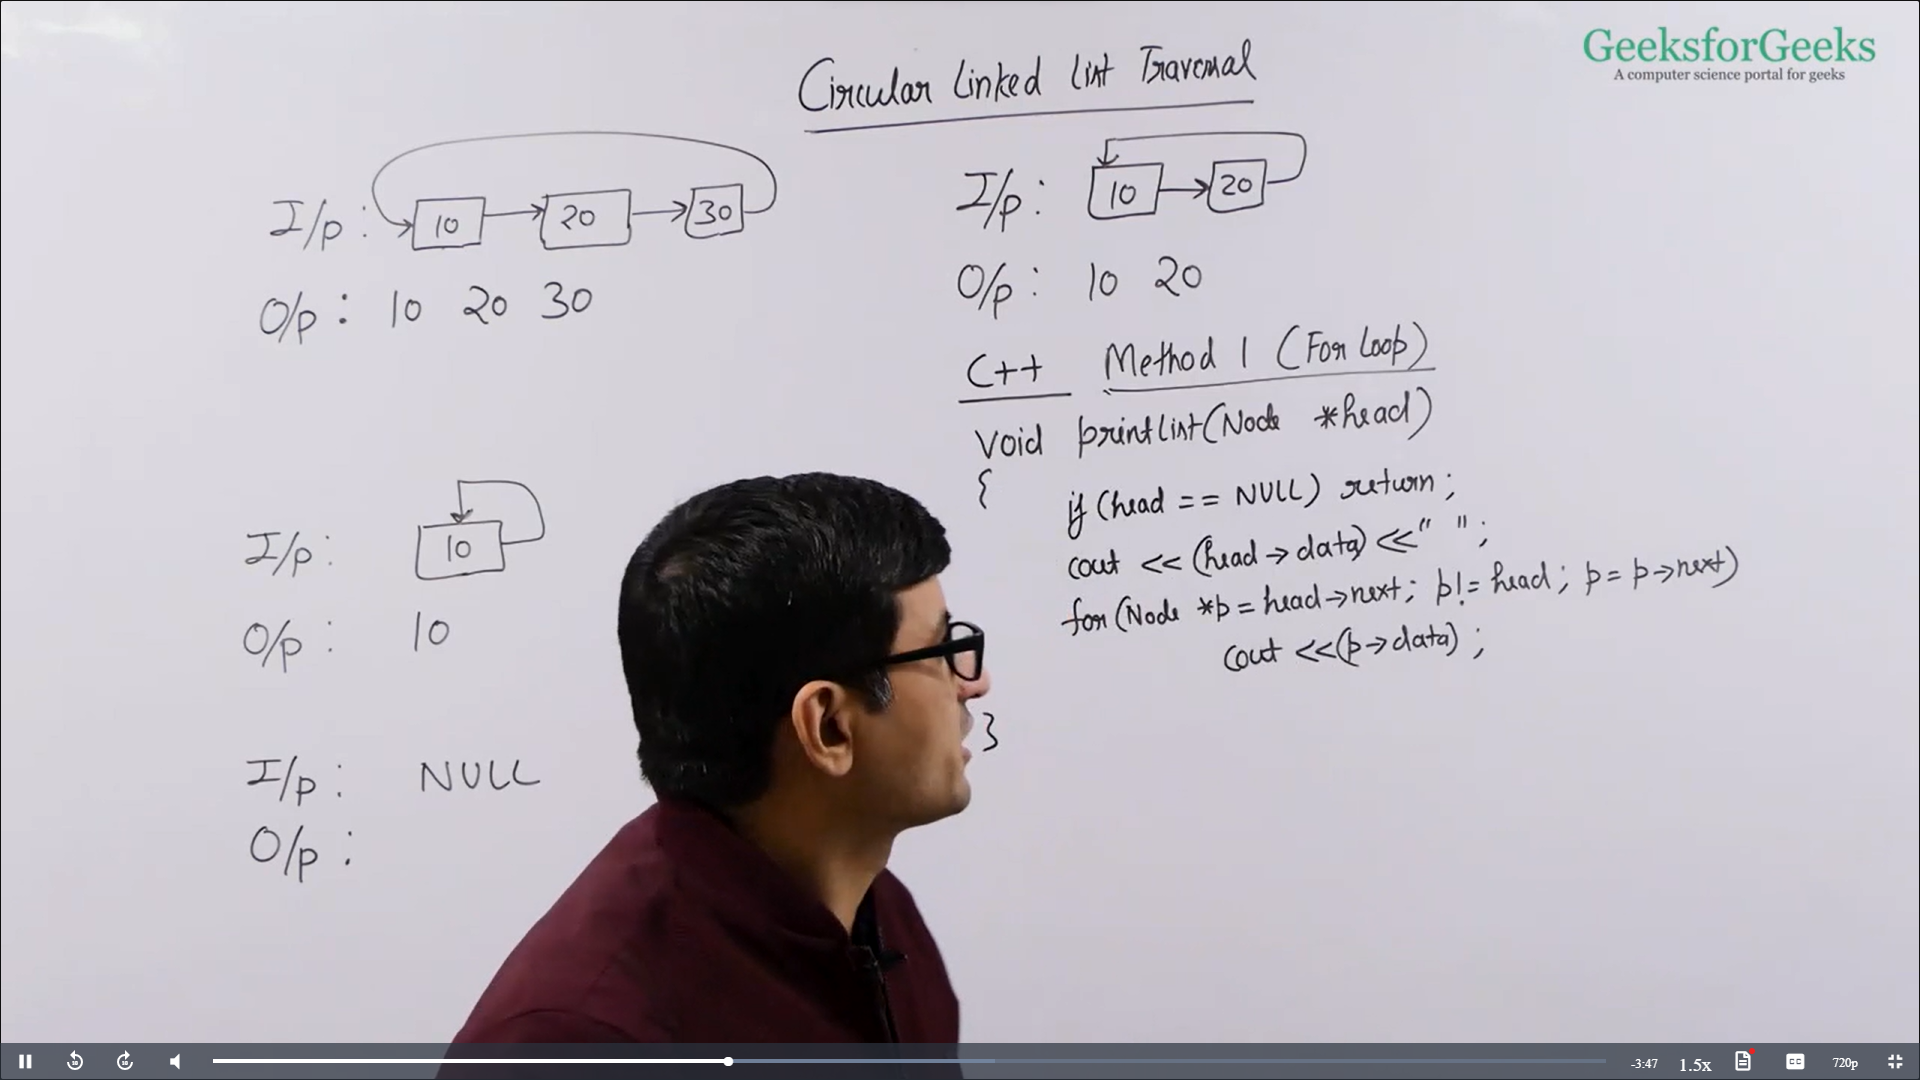 GeeksforGeeks
A computer science portal for geeks
Circular Linked List Traversal
I/p: 10 20 30
O/p: 10 20 30
I/p: 10
O/p: 10
I/p: NULL
O/p:
I/p: 10 20
O/p: 10 20
C++ Method 1 (For Loop)
void printlist(Node *head)
{
if (head == NULL) return;
cout << (head->data) <<" ";
for(Node *p = head->next; p!= head; p = p->next)
cout <<(p->data);
}
-3:47 1.5x CC 720p